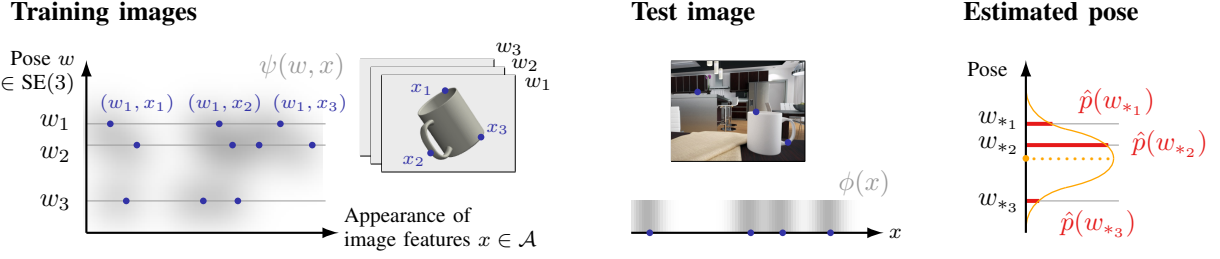 Training images
Test image
Estimated pose
Pose w
∈ SE(3)
ψ(w, x)
w₃
w₂
w₁
x₁
x₃
x₂
(w₁, x₁)
(w₁, x₂)
(w₁, x₃)
w₁
w₂
w₃
Appearance of
image features x ∈ 𝒜
ϕ(x)
x
Pose
w∗₁
p̂(w∗₁)
w∗₂
p̂(w∗₂)
w∗₃
p̂(w∗₃)